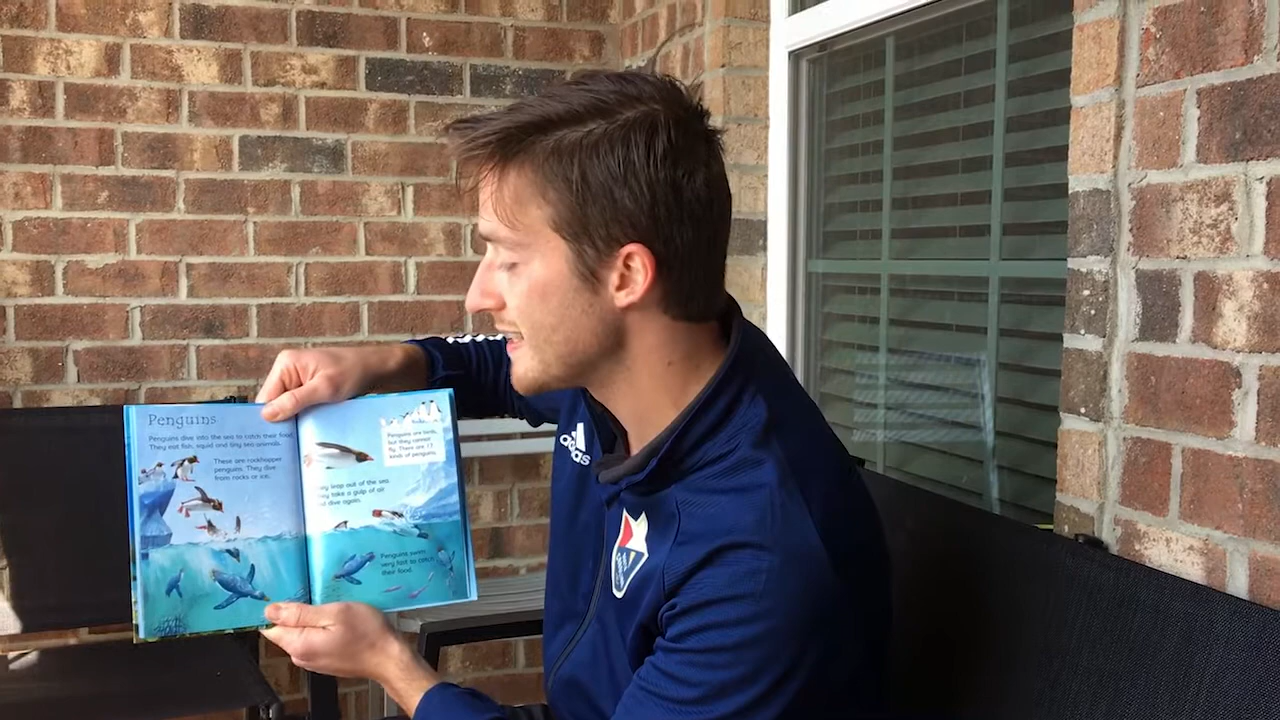 Penguins
Penguins dive into the sea to catch their food.
They eat fish, squid and tiny sea-animals.
These are rockhopper
penguins. They dive
from rocks or ice.
Penguins are birds,
but they cannot
fly. There are 17
kinds of penguins.
leap out of the sea
take a gulp of air
dive again.
Penguins swim
very fast to catch
their food.
adidas